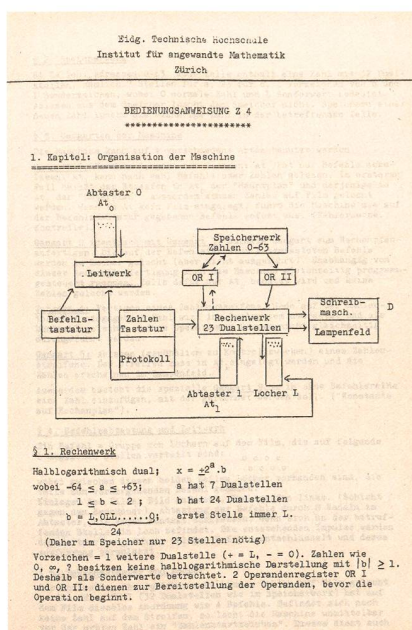 Eidg. Technische Hochschule
Institut für angewandte Mathematik
Zürich
BEDIENUNGSANWEISUNG Z 4
************************
1. Kapitel: Organisation der Maschine
Abtaster 0
At₀
Speicherwerk
Zahlen 0-63
Leitwerk
OR I
OR II
Befehls-
tastatur
Zahlen
Tastatur
Protokoll
Rechenwerk
23 Dualstellen
Schreib-
masch.
Lampenfeld
D
Abtaster 1
At₁
Locher L
§ 1. Rechenwerk
Halblogarithmisch dual; x = ±2ᵃ.b
wobei -64 ≤ a ≤ +63; a hat 7 Dualstellen
1 ≤ b < 2 ; b hat 24 Dualstellen
b = L,OLL......O; erste Stelle immer L.
24
(Daher im Speicher nur 23 Stellen nötig)
Vorzeichen = 1 weitere Dualstelle (+ = L, - = 0). Zahlen wie
0, ∞, ? besitzen keine halblogarithmische Darstellung mit |b| ≥ 1.
Deshalb als Sonderwerte betrachtet. 2 Operandenregister OR I
und OR II: dienen zur Bereitstellung der Operanden, bevor die
Operation beginnt.